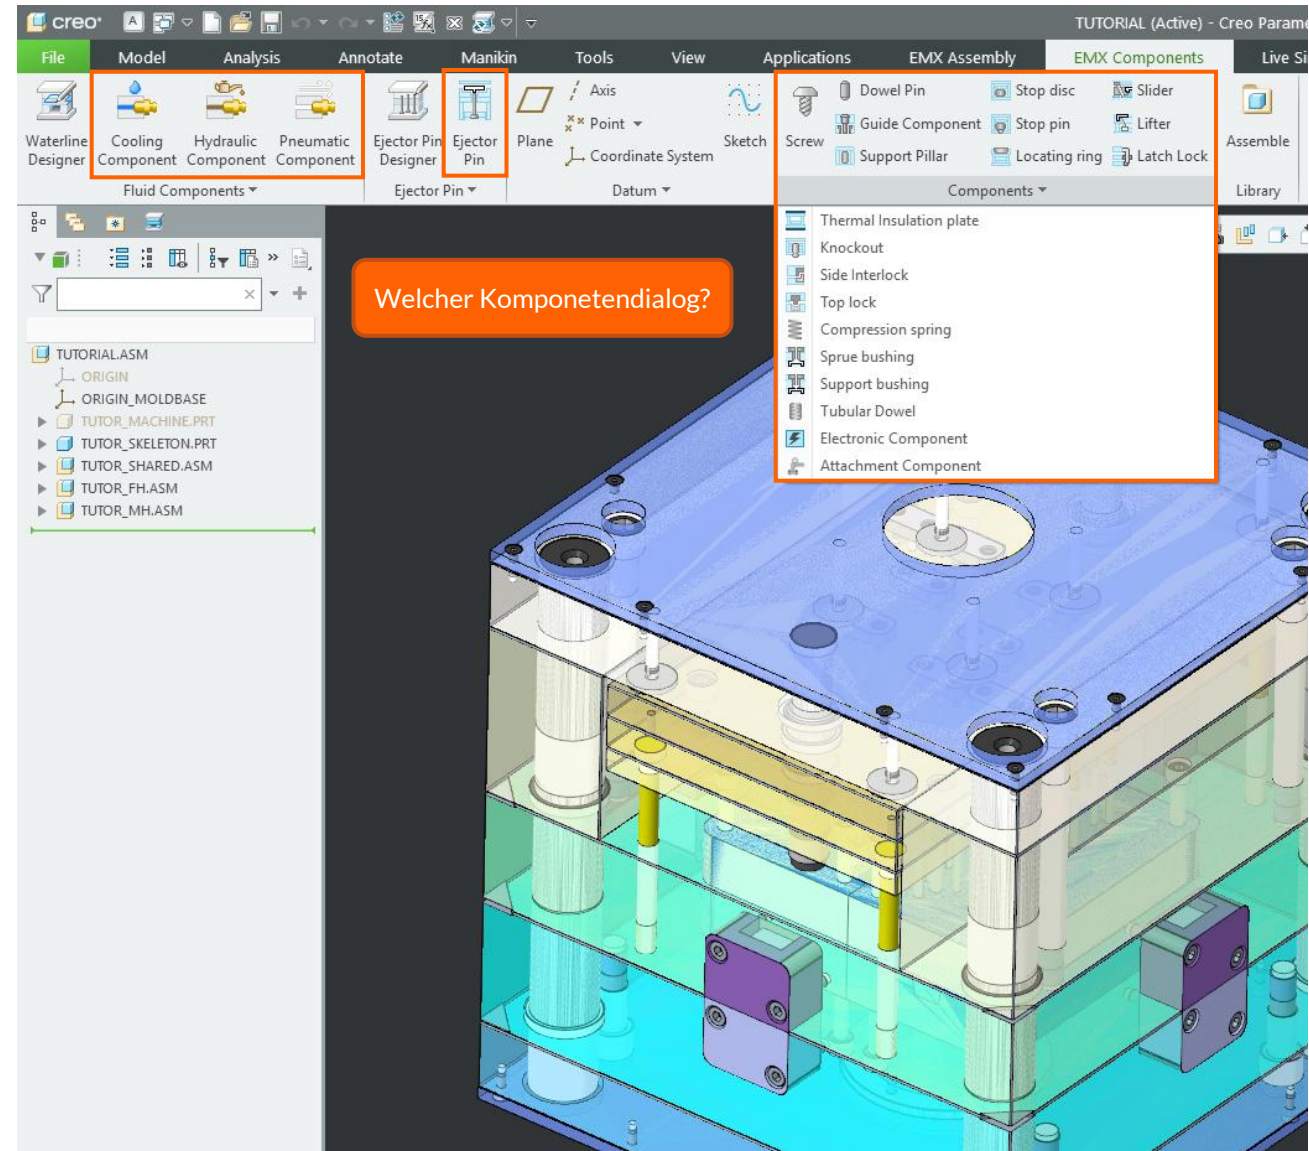 creo
TUTORIAL (Active) - Creo Parame
File Model Analysis Annotate Manikin Tools View Applications EMX Assembly EMX Components Live Si
Waterline Designer
Cooling Component
Hydraulic Component
Pneumatic Component
Fluid Components
Ejector Pin Designer
Ejector Pin
Ejector Pin
Plane
Axis
Point
Coordinate System
Sketch
Datum
Screw
Dowel Pin
Guide Component
Support Pillar
Stop disc
Stop pin
Locating ring
Slider
Lifter
Latch Lock
Components
Assemble
Library
Thermal Insulation plate
Knockout
Side Interlock
Top lock
Compression spring
Sprue bushing
Support bushing
Tubular Dowel
Electronic Component
Attachment Component
Welcher Komponetendialog?
TUTORIAL.ASM
ORIGIN
ORIGIN_MOLDBASE
TUTOR_MACHINE.PRT
TUTOR_SKELETON.PRT
TUTOR_SHARED.ASM
TUTOR_FH.ASM
TUTOR_MH.ASM